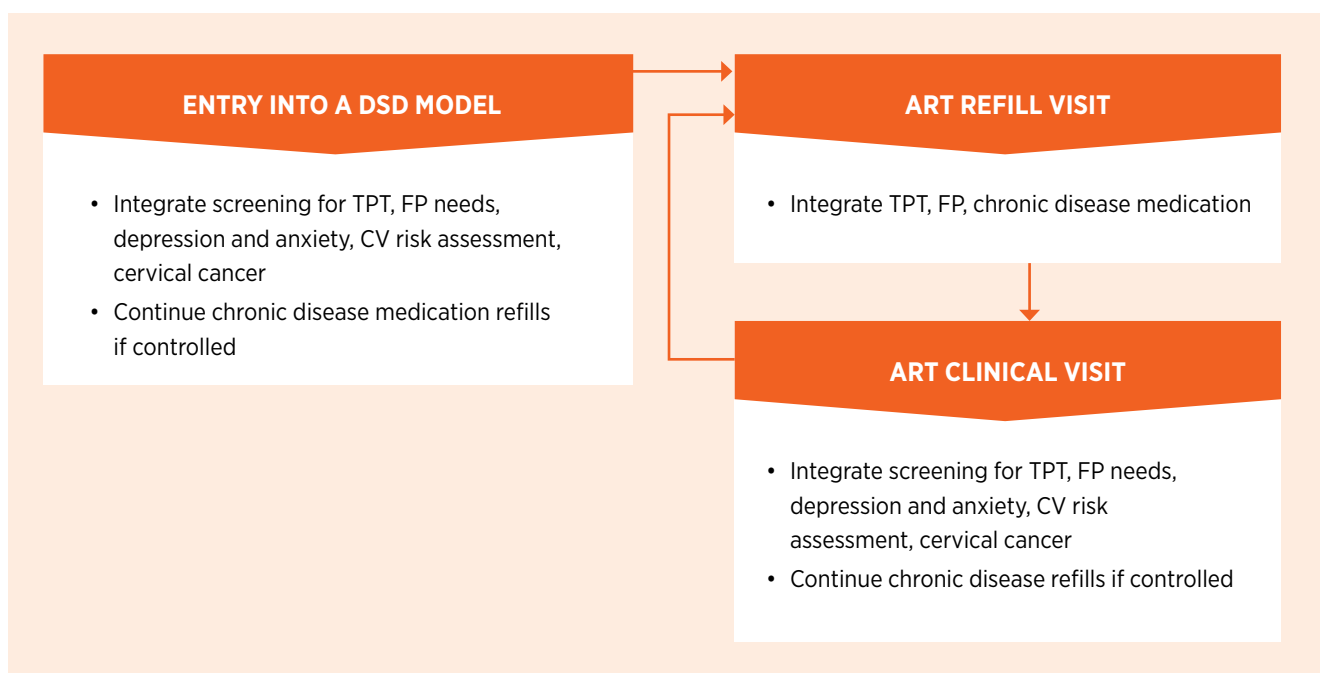 ENTRY INTO A DSD MODEL
• Integrate screening for TPT, FP needs,
depression and anxiety, CV risk assessment,
cervical cancer
• Continue chronic disease medication refills
if controlled
ART REFILL VISIT
• Integrate TPT, FP, chronic disease medication
ART CLINICAL VISIT
• Integrate screening for TPT, FP needs,
depression and anxiety, CV risk
assessment, cervical cancer
• Continue chronic disease refills if controlled